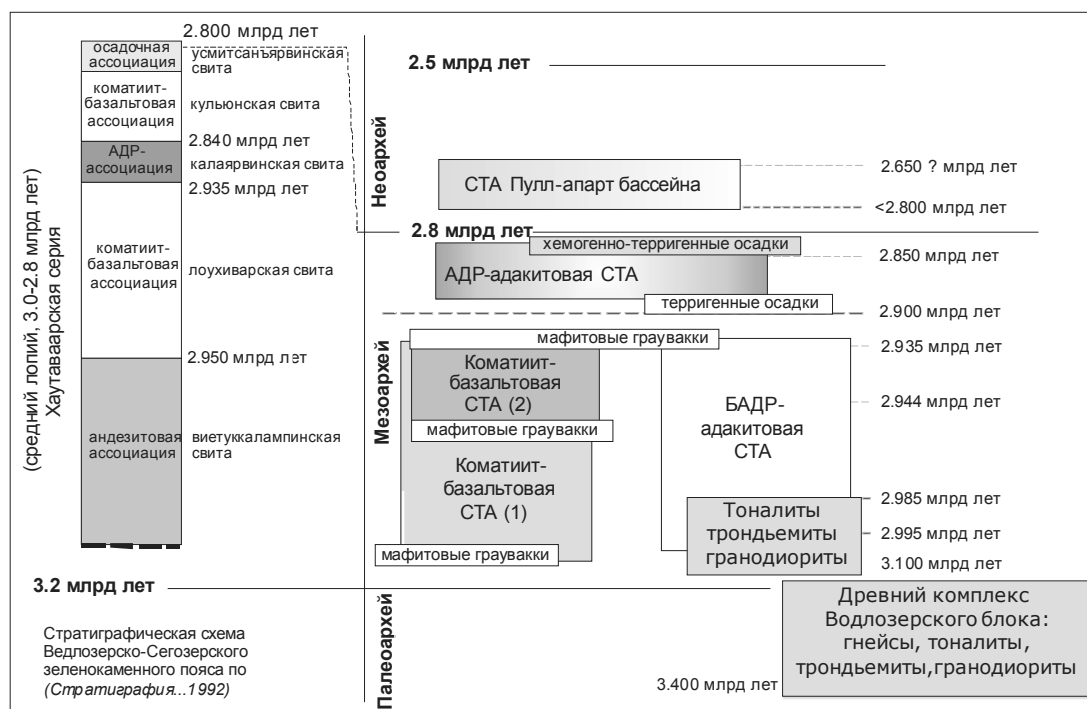 (средний лопий, 3.0-2.8 млрд лет)
Хаутаваарская серия
2.800 млрд лет
осадочная
ассоциация
усмитсанъярвинская
свита
коматиит-
базальтовая
ассоциация
кульюнская свита
2.840 млрд лет
АДР-
ассоциация
калаярвинская свита
2.935 млрд лет
коматиит-
базальтовая
ассоциация
лоухиварская свита
2.950 млрд лет
андезитовая
ассоциация
виетуккалампинская
свита
3.2 млрд лет
Стратиграфическая схема
Ведлозерско-Сегозерского
зеленокаменного пояса по
(Стратиграфия...1992)
Неоархей
2.5 млрд лет
СТА Пулл-апарт бассейна
2.650 ? млрд лет
<2.800 млрд лет
2.8 млрд лет
Мезоархей
хемогенно-терригенные осадки
АДР-адакитовая СТА
2.850 млрд лет
терригенные осадки
2.900 млрд лет
мафитовые граувакки
2.935 млрд лет
Коматиит-
базальтовая
СТА (2)
2.944 млрд лет
мафитовые граувакки
БАДР-
адакитовая
СТА
Коматиит-
базальтовая
СТА (1)
мафитовые граувакки
2.985 млрд лет
Тоналиты
трондьемиты
гранодиориты
2.995 млрд лет
3.100 млрд лет
Палеоархей
Древний комплекс
Водлозерского блока:
гнейсы, тоналиты,
трондьемиты,гранодиориты
3.400 млрд лет